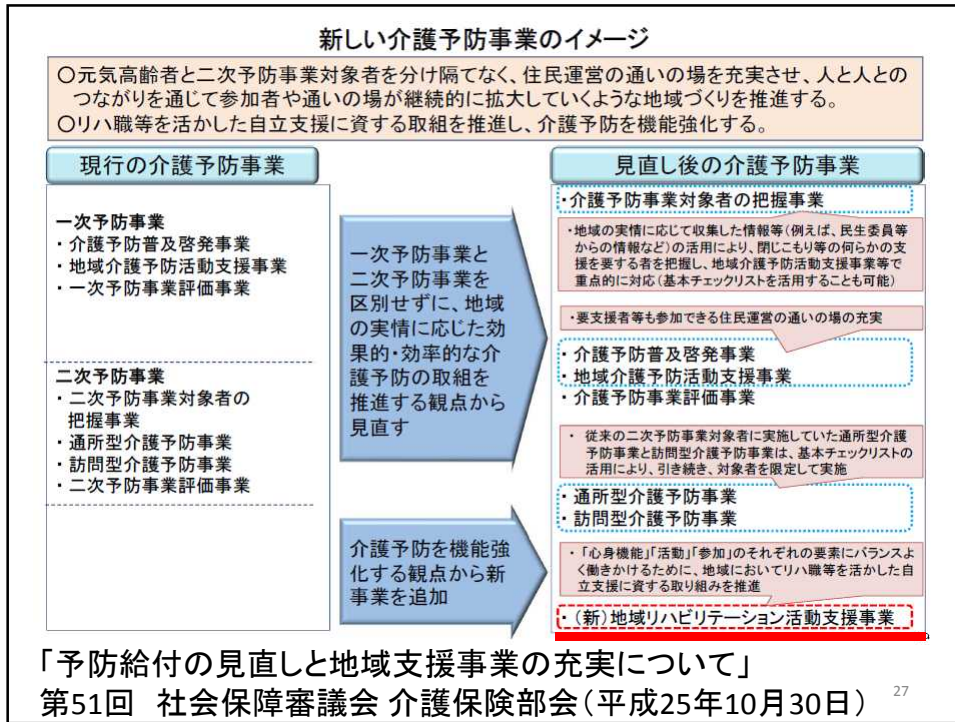 新しい介護予防事業のイメージ
○元気高齢者と二次予防事業対象者を分け隔てなく、住民運営の通いの場を充実させ、人と人との
つながりを通じて参加者や通いの場が継続的に拡大していくような地域づくりを推進する。
○リハ職等を活かした自立支援に資する取組を推進し、介護予防を機能強化する。
現行の介護予防事業
一次予防事業
・介護予防普及啓発事業
・地域介護予防活動支援事業
・一次予防事業評価事業
二次予防事業
・二次予防事業対象者の
把握事業
・通所型介護予防事業
・訪問型介護予防事業
・二次予防事業評価事業
一次予防事業と
二次予防事業を
区別せずに、地域
の実情に応じた効
果的・効率的な介
護予防の取組を
推進する観点から
見直す
介護予防を機能強
化する観点から新
事業を追加
見直し後の介護予防事業
・介護予防事業対象者の把握事業
・地域の実情に応じて収集した情報等(例えば、民生委員等
からの情報など)の活用により、閉じこもり等の何らかの支
援を要する者を把握し、地域介護予防活動支援事業等で
重点的に対応(基本チェックリストを活用することも可能)
・要支援者等も参加できる住民運営の通いの場の充実
・介護予防普及啓発事業
・地域介護予防活動支援事業
・介護予防事業評価事業
・ 従来の二次予防事業対象者に実施していた通所型介護
予防事業と訪問型介護予防事業は、基本チェックリストの
活用により、引き続き、対象者を限定して実施
・通所型介護予防事業
・訪問型介護予防事業
・「心身機能」「活動」「参加」のそれぞれの要素にバランスよ
く働きかけるために、地域においてリハ職等を活かした自
立支援に資する取り組みを推進
・(新)地域リハビリテーション活動支援事業
「予防給付の見直しと地域支援事業の充実について」
第51回 社会保障審議会 介護保険部会(平成25年10月30日)
27